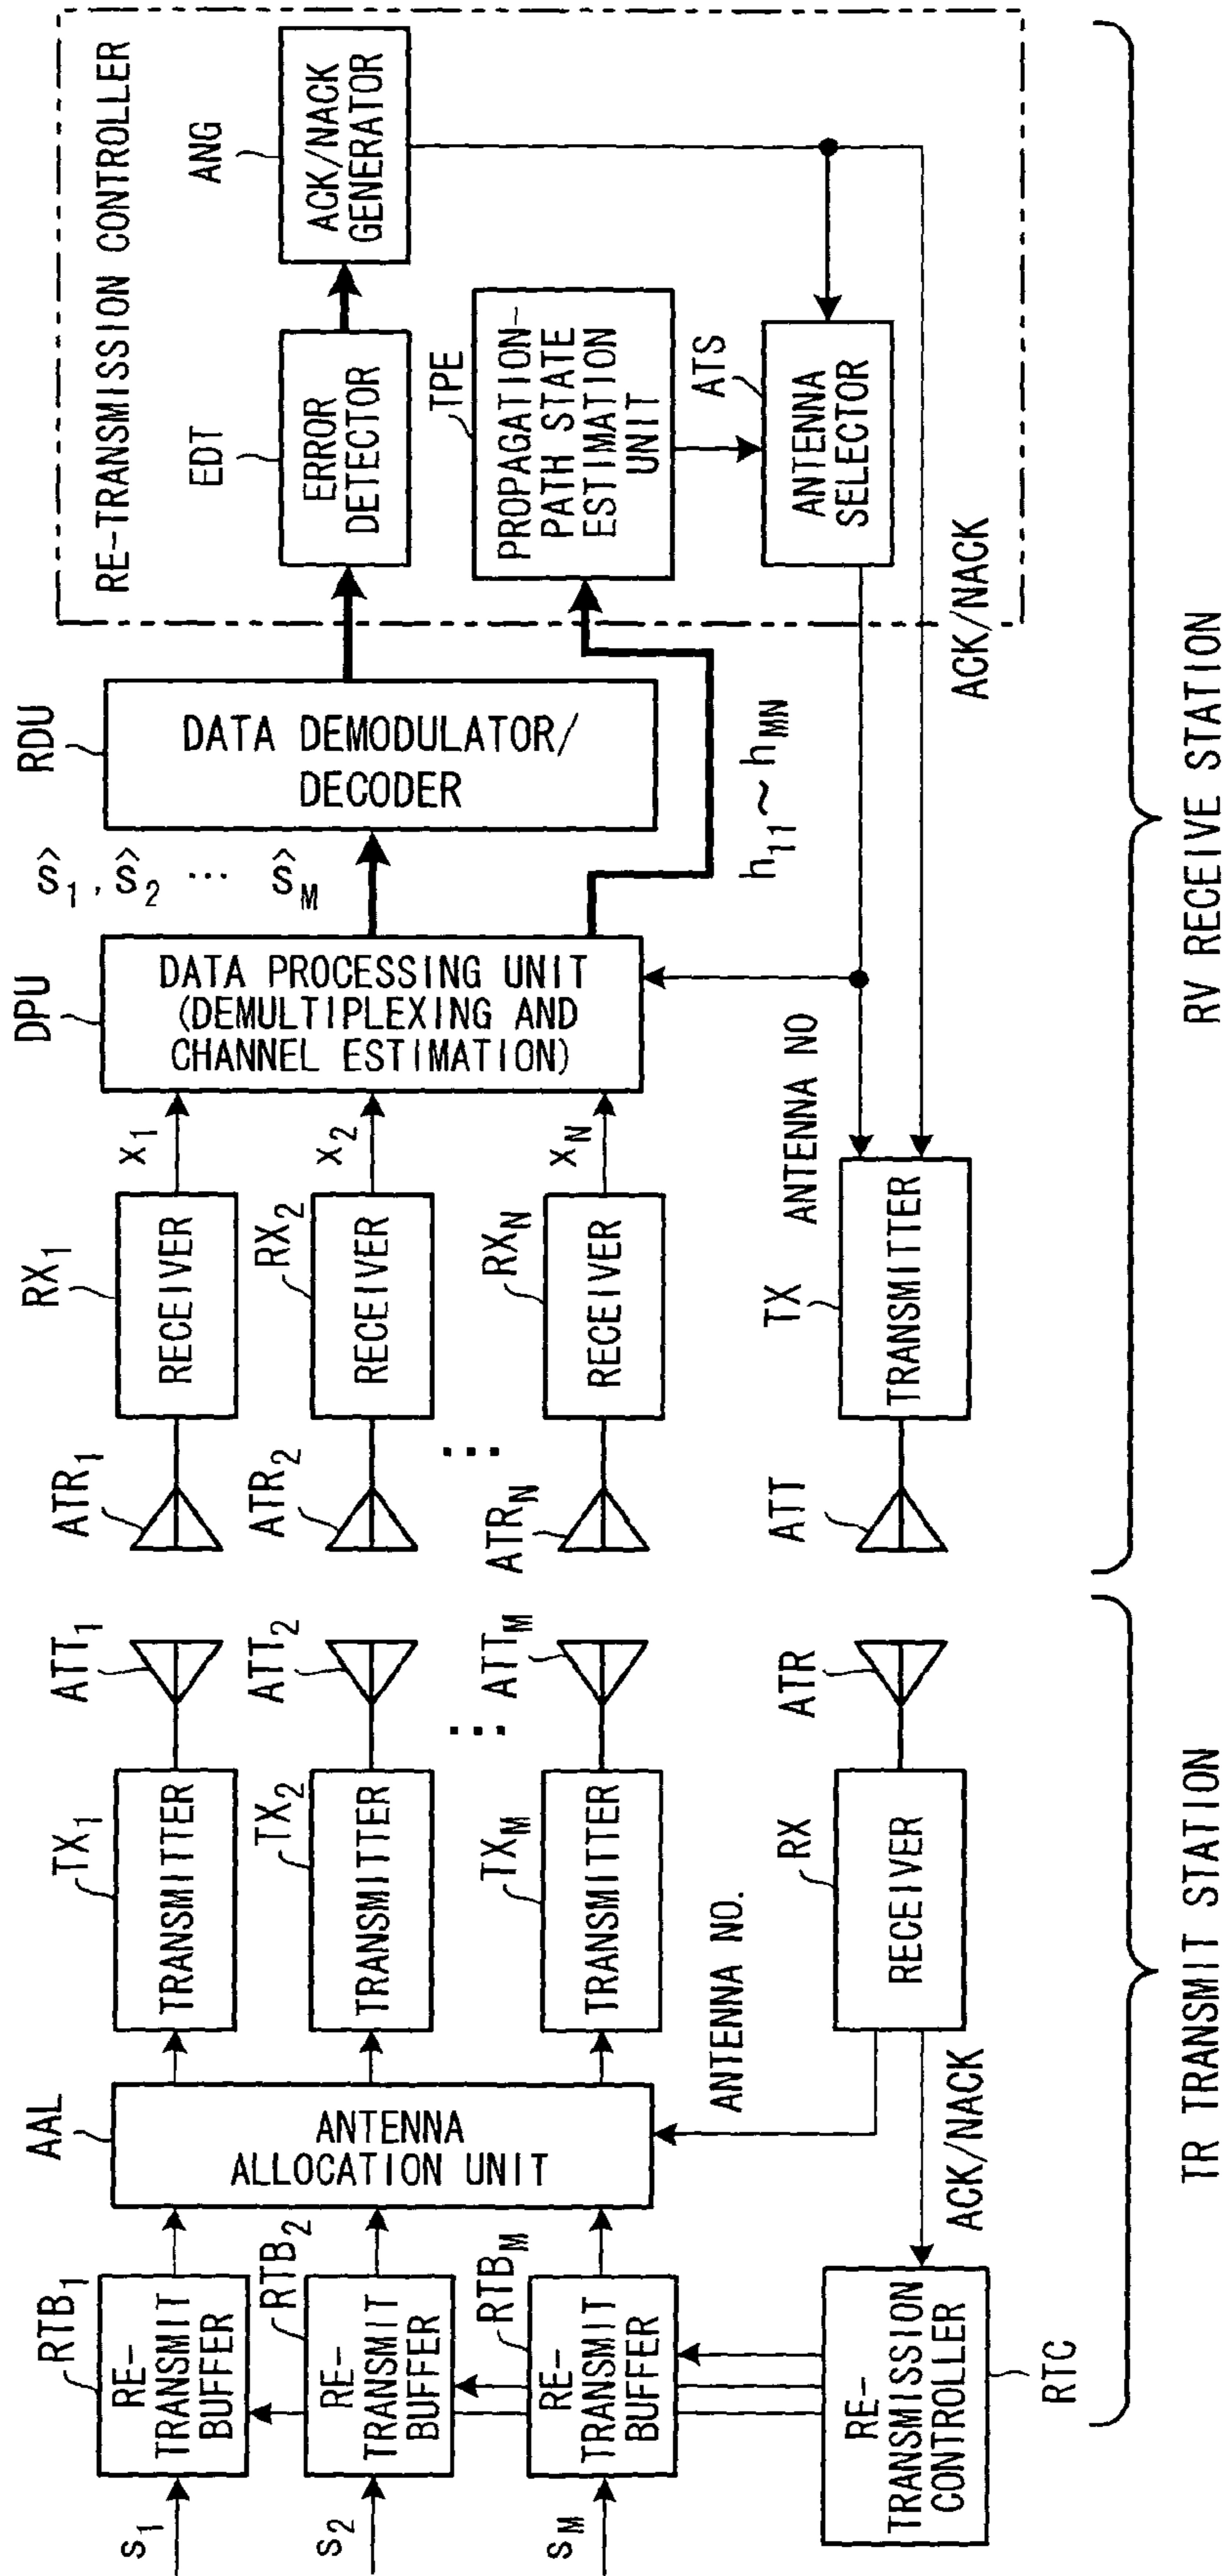 s1
s2
sM
RTB1
RE-
TRANSMIT
BUFFER
RTB2
RE-
TRANSMIT
BUFFER
RTBM
RE-
TRANSMIT
BUFFER
RE-
TRANSMISSION
CONTROLLER
RTC
AAL
ANTENNA
ALLOCATION UNIT
ANTENNA NO.
ACK/NACK
TX1
TRANSMITTER
TX2
TRANSMITTER
TXM
TRANSMITTER
RX
RECEIVER
ATT1
ATT2
ATTM
...
ATR
TR TRANSMIT STATION
ATR1
ATR2
ATRN
...
ATT
RX1
RECEIVER
RX2
RECEIVER
RXN
RECEIVER
TX
TRANSMITTER
x1
x2
xN
ANTENNA NO
DPU
DATA PROCESSING UNIT
(DEMULTIPLEXING AND
CHANNEL ESTIMATION)
ŝ1, ŝ2 ... ŝM
h11 ~ hMN
RDU
DATA DEMODULATOR/
DECODER
ACK/NACK
RE-TRANSMISSION CONTROLLER
EDT
ERROR
DETECTOR
ANG
ACK/NACK
GENERATOR
TPE
PROPAGATION-
PATH STATE
ESTIMATION
UNIT
ATS
ANTENNA
SELECTOR
RV RECEIVE STATION